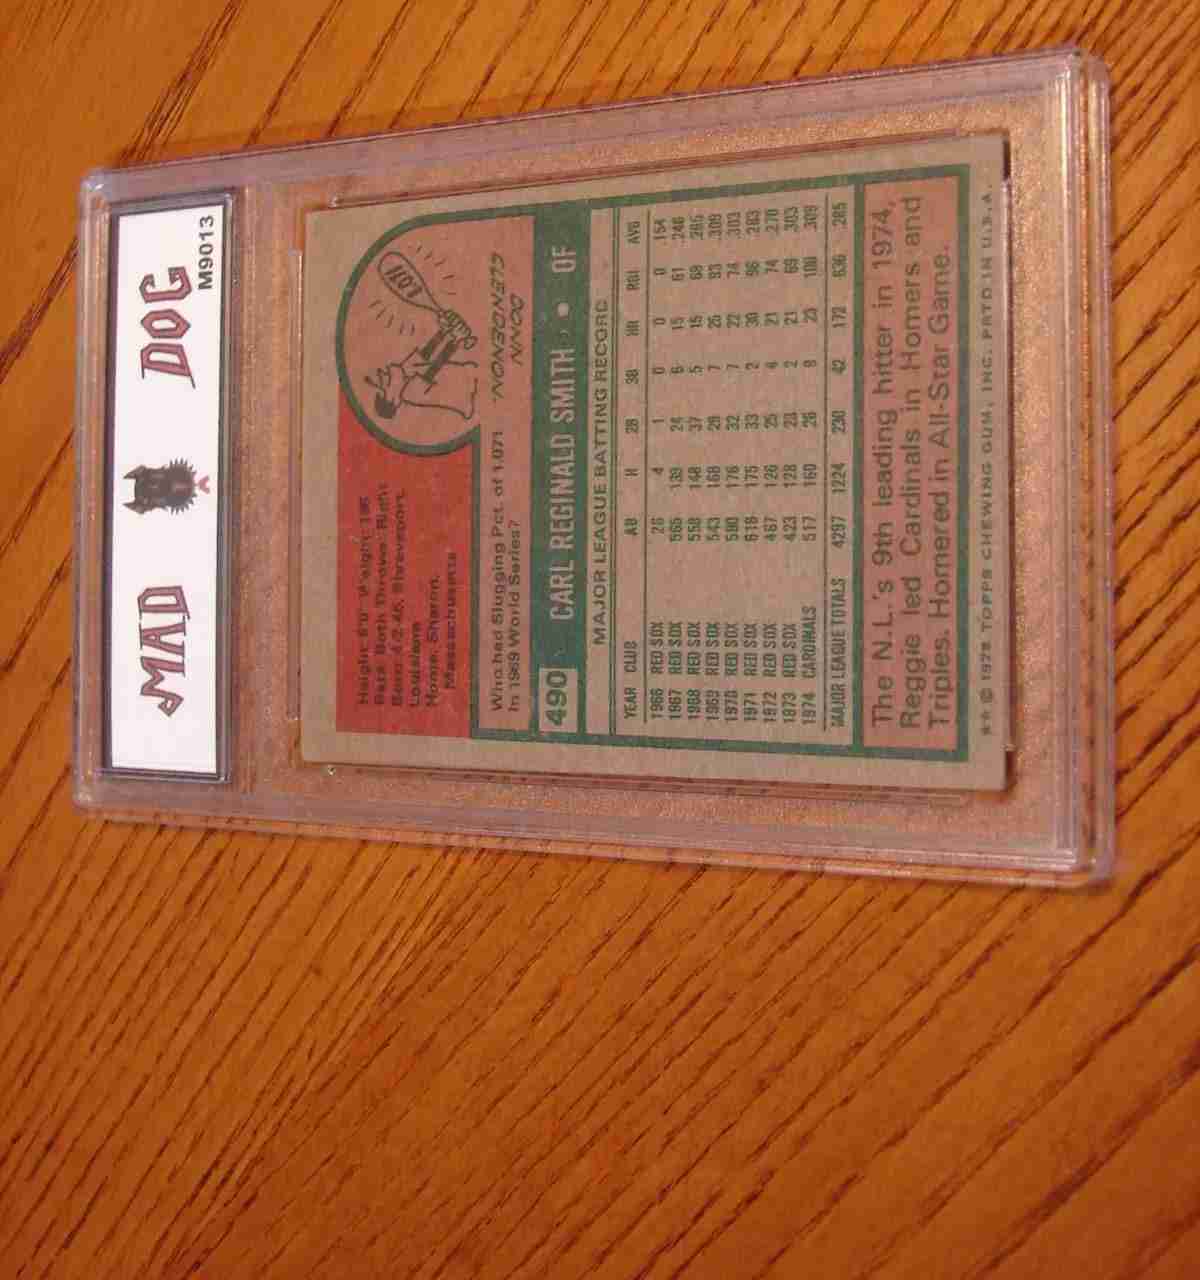 MAD DOG
M9013
Height: 6'0" Weight: 195
Bats: Both Throws: Right
Born: 4-2-45, Shreveport,
Louisiana
Home: Sharon,
Massachusetts
LOTI
Who had Slugging Pct. of 1.071
in 1969 World Series?
DONN
CLENDENON.
490 CARL REGINALD SMITH • OF
MAJOR LEAGUE BATTING RECORD
YEAR CLUB AB H 2B 3B HR RBI AVG
1966 RED SOX 26 4 1 0 0 0 .154
1967 RED SOX 565 139 24 6 15 61 .246
1968 RED SOX 558 148 37 5 15 69 .265
1969 RED SOX 543 168 29 7 25 93 .309
1970 RED SOX 580 176 32 7 22 74 .303
1971 RED SOX 618 175 33 2 30 96 .283
1972 RED SOX 467 126 25 4 21 74 .270
1973 RED SOX 423 128 23 2 21 69 .303
1974 CARDINALS 517 160 26 9 23 100 .309
MAJOR LEAGUE TOTALS 4297 1224 230 42 172 636 .285
The N.L.'s 9th leading hitter in 1974,
Reggie led Cardinals in Homers and
Triples. Homered in All-Star Game.
** © 1975 TOPPS CHEWING GUM, INC. PRTD IN U.S.A.